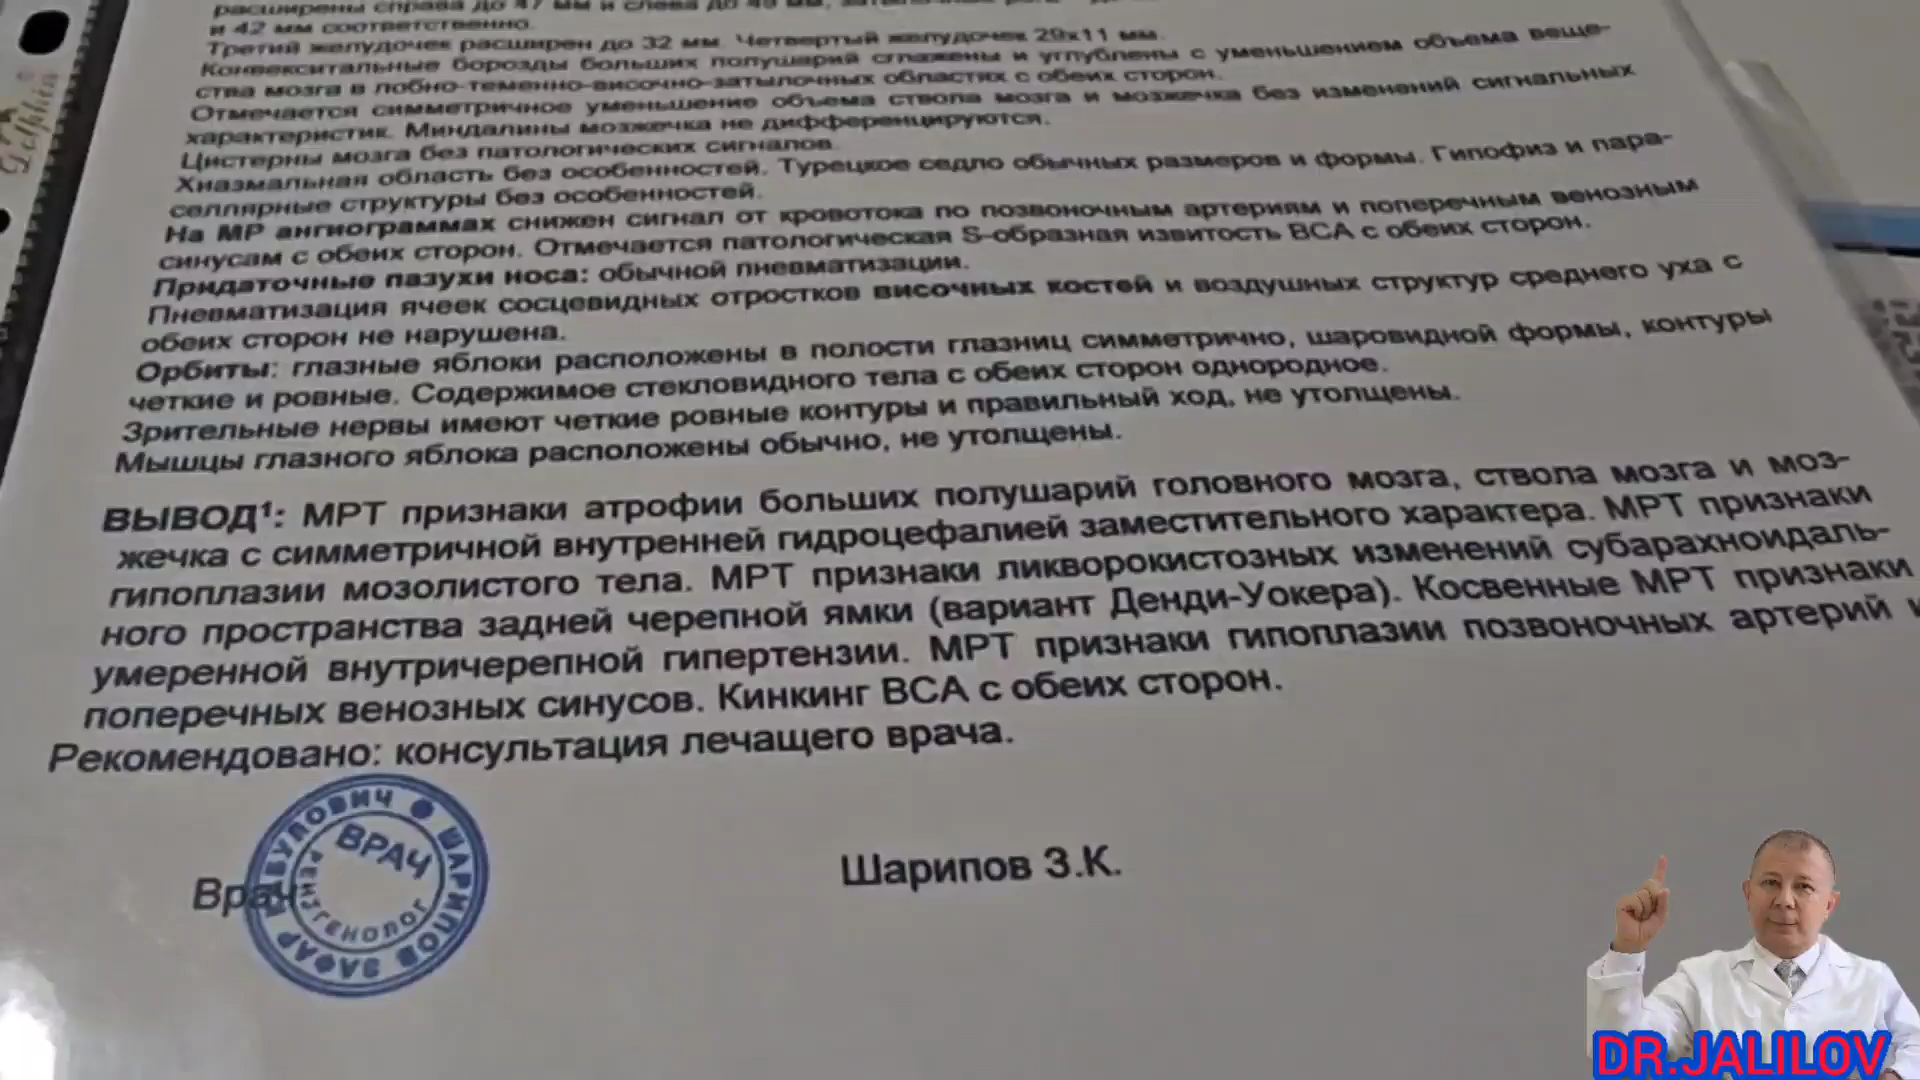 расширены справа до 47 мм и слева до
и 42 мм соответственно.
Третий желудочек расширен до 32 мм. Четвертый желудочек 29х11 мм.
Конвекситальные борозды больших полушарий сглажены и углублены с уменьшением объема веще-
ства мозга в лобно-теменно-височно-затылочных областях с обеих сторон.
Отмечается симметричное уменьшение объема ствола мозга и мозжечка без изменений сигнальных
характеристик. Миндалины мозжечка не дифференцируются.
Цистерны мозга без патологических сигналов.
Хиазмальная область без особенностей. Турецкое седло обычных размеров и формы. Гипофиз и пара-
селлярные структуры без особенностей.
На МР ангиограммах снижен сигнал от кровотока по позвоночным артериям и поперечным венозным
синусам с обеих сторон. Отмечается патологическая S-образная извитость ВСА с обеих сторон.
Придаточные пазухи носа: обычной пневматизации.
Пневматизация ячеек сосцевидных отростков височных костей и воздушных структур среднего уха с
обеих сторон не нарушена.
Орбиты: глазные яблоки расположены в полости глазниц симметрично, шаровидной формы, контуры
четкие и ровные. Содержимое стекловидного тела с обеих сторон однородное.
Зрительные нервы имеют четкие ровные контуры и правильный ход, не утолщены.
Мышцы глазного яблока расположены обычно, не утолщены.
ВЫВОД¹: МРТ признаки атрофии больших полушарий головного мозга, ствола мозга и моз-
жечка с симметричной внутренней гидроцефалией заместительного характера. МРТ признаки
гипоплазии мозолистого тела. МРТ признаки ликворокистозных изменений субарахноидаль-
ного пространства задней черепной ямки (вариант Денди-Уокера). Косвенные МРТ признаки
умеренной внутричерепной гипертензии. МРТ признаки гипоплазии позвоночных артерий и
поперечных венозных синусов. Кинкинг ВСА с обеих сторон.
Рекомендовано: консультация лечащего врача.
Врач
Шарипов З.К.
ШАРИПОВ ЗАФАР
ВРАЧ
РЕНТГЕНОЛОГ
Delphin
DR.JALILOV